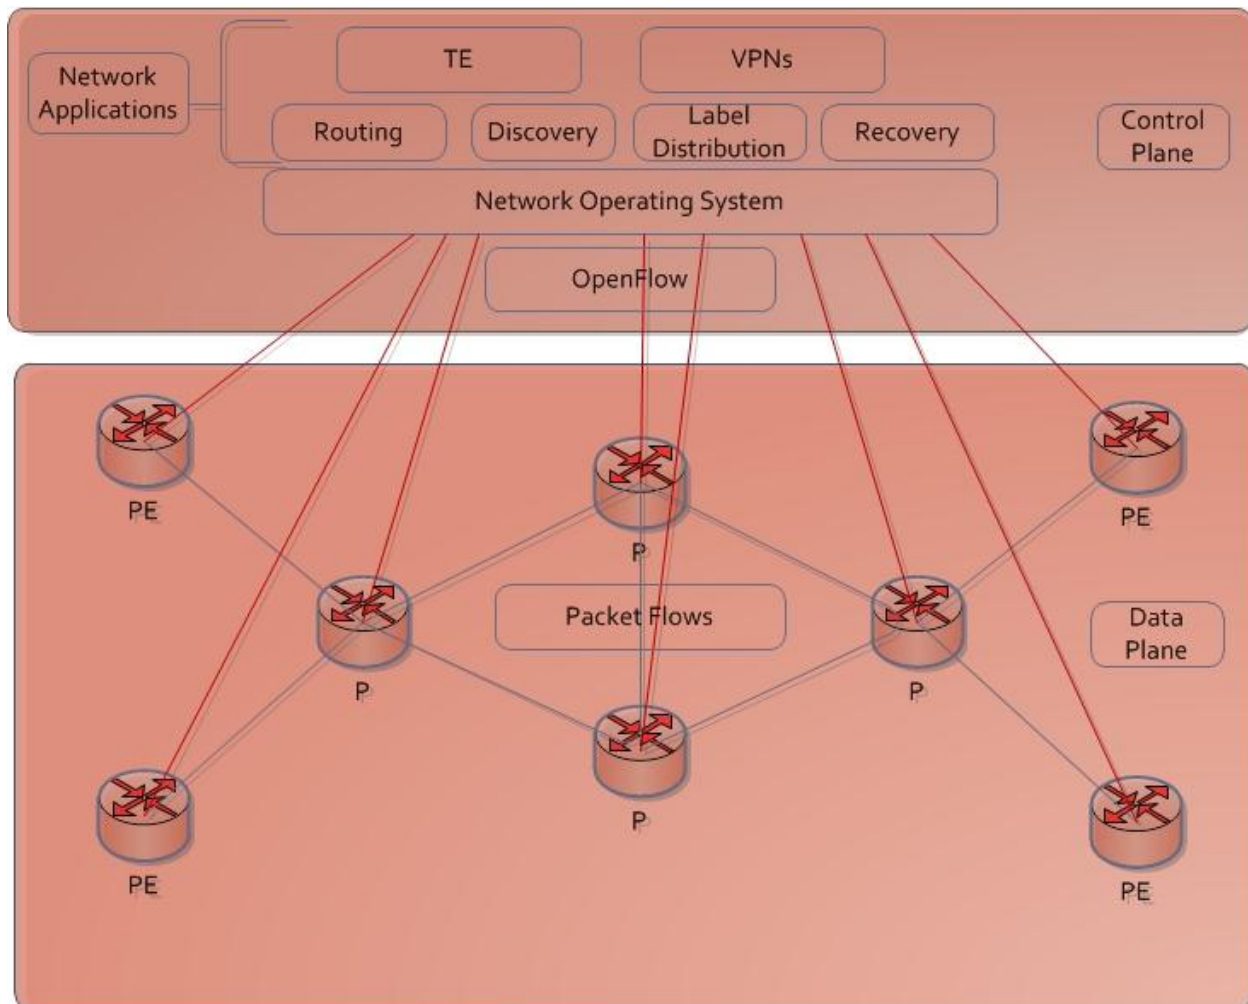 TE
VPNs
Network
Applications
Routing
Discovery
Label
Distribution
Recovery
Control
Plane
Network Operating System
OpenFlow
PE
PE
P
Packet Flows
P
P
Data
Plane
P
PE
PE